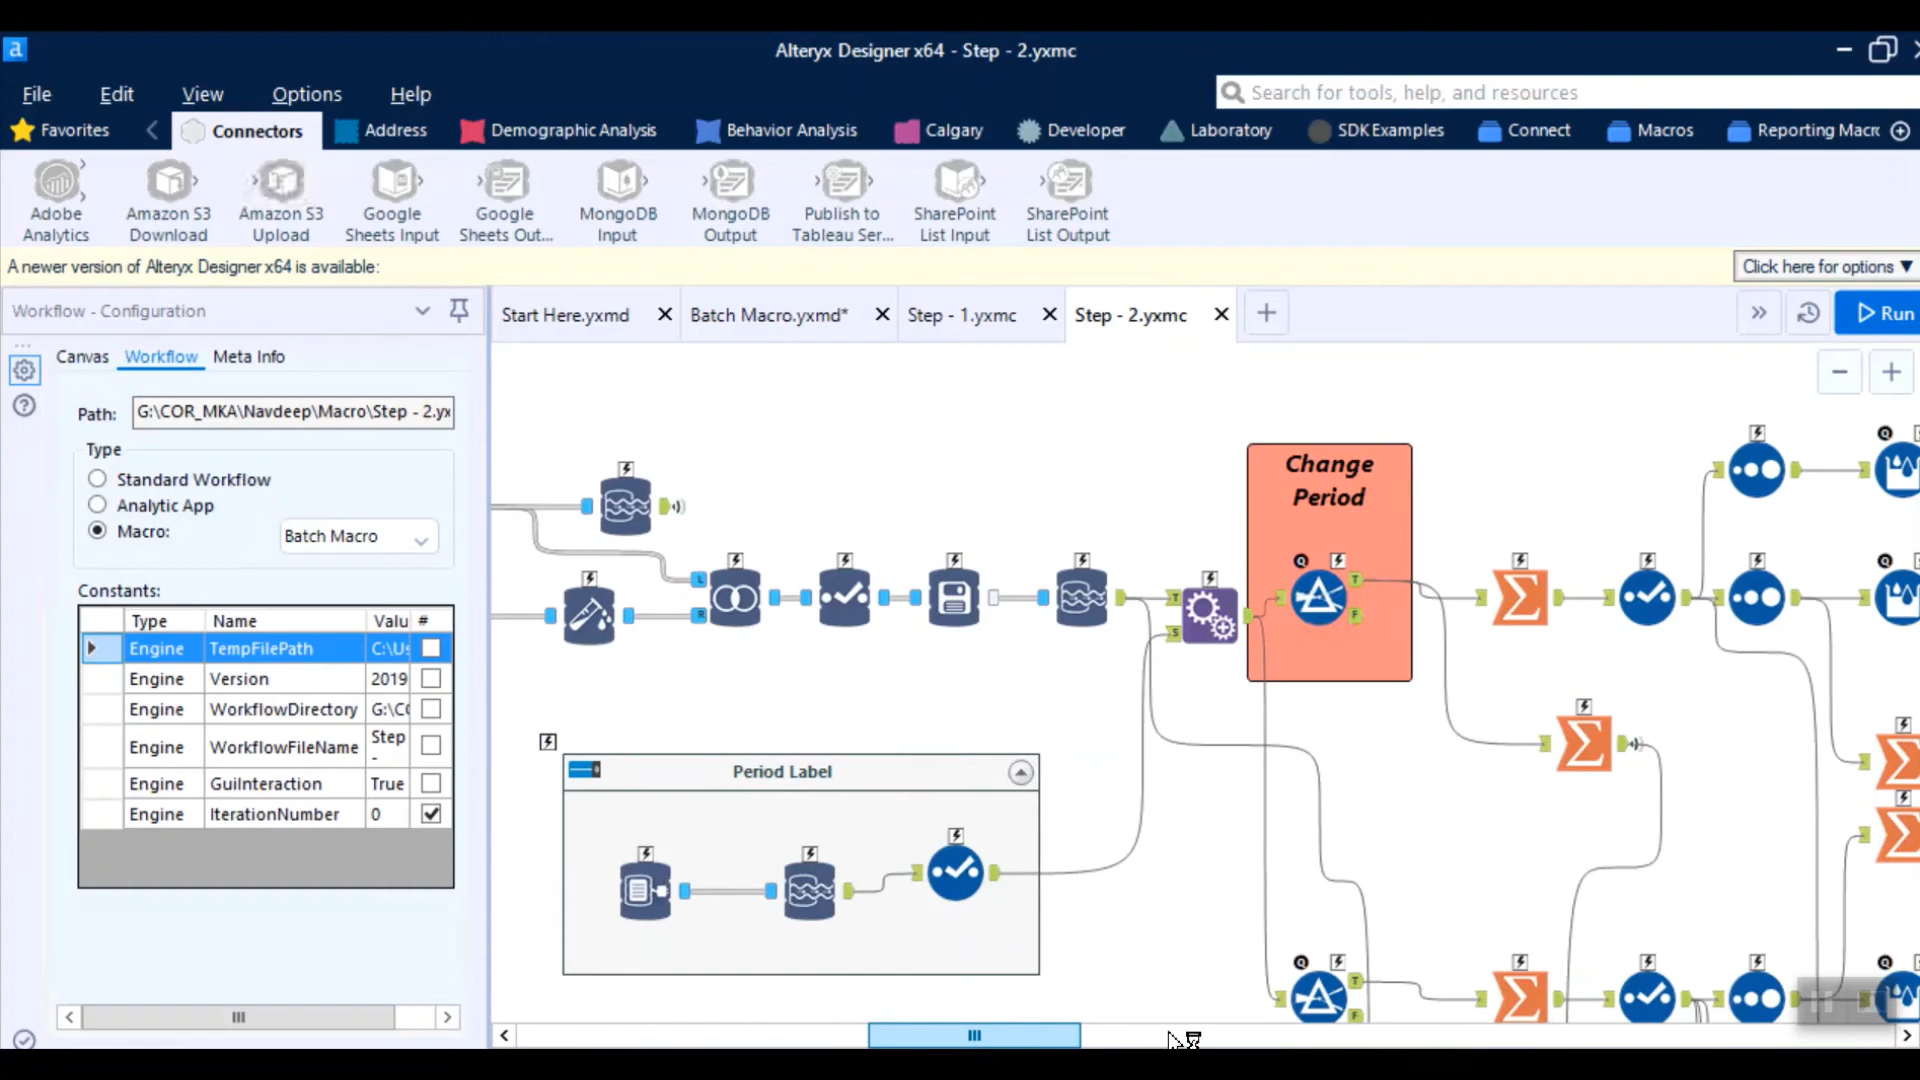 a
Alteryx Designer x64 - Step - 2.yxmc
File Edit View Options Help
Search for tools, help, and resources
Favorites Connectors Address Demographic Analysis Behavior Analysis Calgary Developer Laboratory SDK Examples Connect Macros Reporting Macr
Adobe Analytics
Amazon S3 Download
Amazon S3 Upload
Google Sheets Input
Google Sheets Out...
MongoDB Input
MongoDB Output
Publish to Tableau Ser...
SharePoint List Input
SharePoint List Output
A newer version of Alteryx Designer x64 is available:
Click here for options
Workflow - Configuration
Start Here.yxmd
Batch Macro.yxmd*
Step - 1.yxmc
Step - 2.yxmc
Run
Canvas Workflow Meta Info
Path: G:\COR_MKA\Navdeep\Macro\Step - 2.yx
Type
Standard Workflow
Analytic App
Macro: Batch Macro
Constants:
Type Name Valu #
Engine TempFilePath C:\Us
Engine Version 2019
Engine WorkflowDirectory G:\CO
Engine WorkflowFileName Step -
Engine GuiInteraction True
Engine IterationNumber 0
Change
Period
Q T
F
L
R
T
S
Period Label
Q T
F
Q
Q
Q